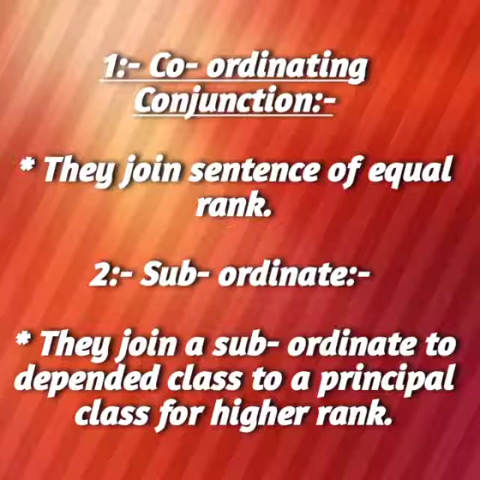 1:- Co- ordinating
Conjunction:-
* They join sentence of equal
rank.
2:- Sub- ordinate:-
* They join a sub- ordinate to
depended class to a principal
class for higher rank.